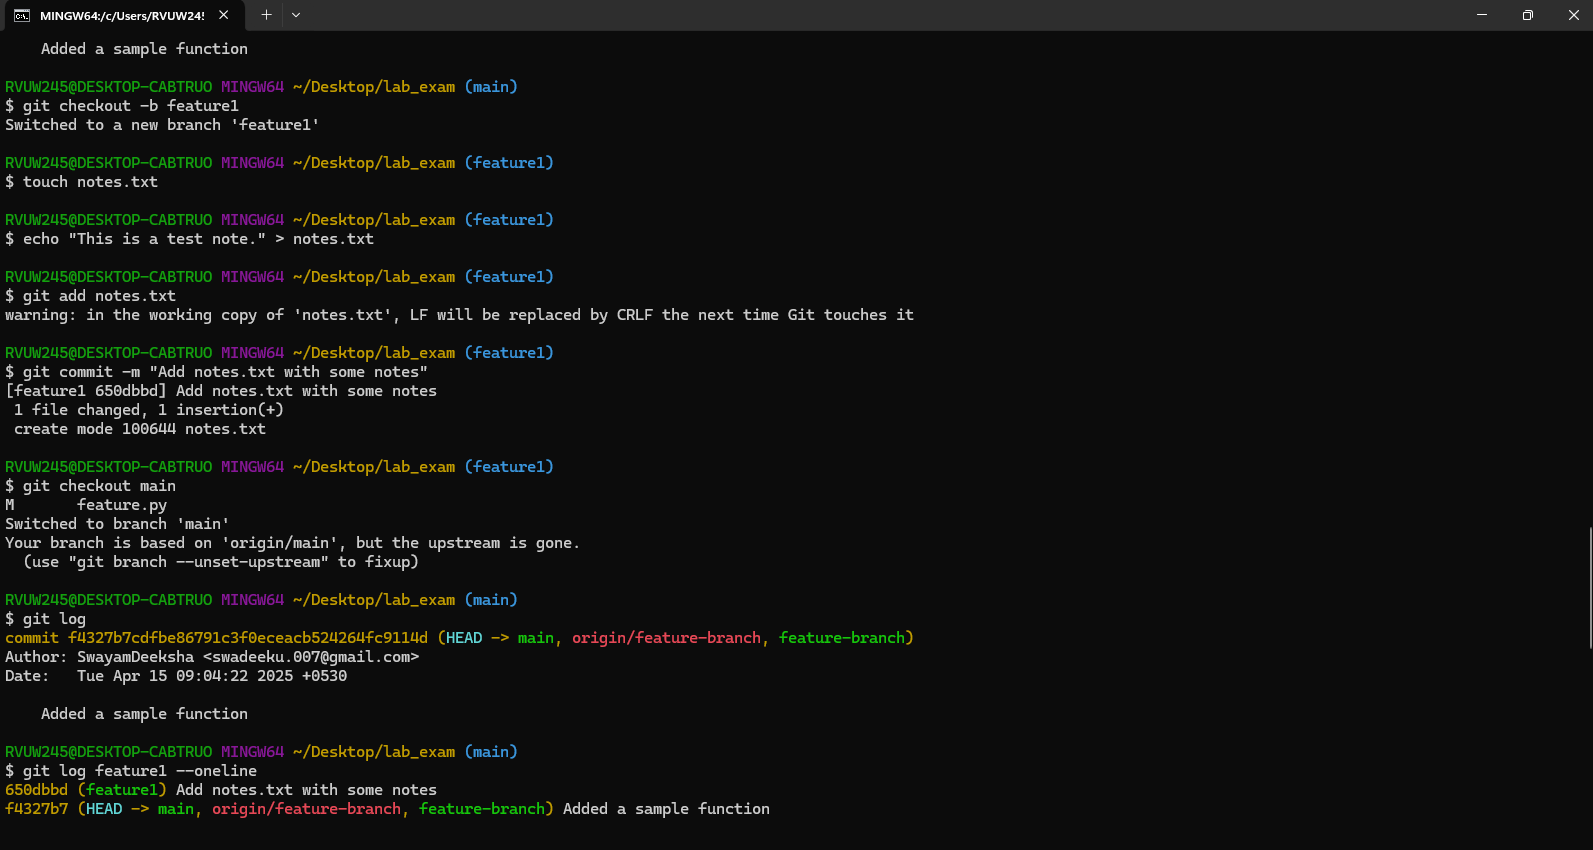 MINGW64:/c/Users/RVUW24!
Added a sample function
RVUW245@DESKTOP-CABTRUO MINGW64 ~/Desktop/lab_exam (main)
$ git checkout -b feature1
Switched to a new branch 'feature1'
RVUW245@DESKTOP-CABTRUO MINGW64 ~/Desktop/lab_exam (feature1)
$ touch notes.txt
RVUW245@DESKTOP-CABTRUO MINGW64 ~/Desktop/lab_exam (feature1)
$ echo "This is a test note." > notes.txt
RVUW245@DESKTOP-CABTRUO MINGW64 ~/Desktop/lab_exam (feature1)
$ git add notes.txt
warning: in the working copy of 'notes.txt', LF will be replaced by CRLF the next time Git touches it
RVUW245@DESKTOP-CABTRUO MINGW64 ~/Desktop/lab_exam (feature1)
$ git commit -m "Add notes.txt with some notes"
[feature1 650dbbd] Add notes.txt with some notes
1 file changed, 1 insertion(+)
create mode 100644 notes.txt
RVUW245@DESKTOP-CABTRUO MINGW64 ~/Desktop/lab_exam (feature1)
$ git checkout main
M       feature.py
Switched to branch 'main'
Your branch is based on 'origin/main', but the upstream is gone.
(use "git branch --unset-upstream" to fixup)
RVUW245@DESKTOP-CABTRUO MINGW64 ~/Desktop/lab_exam (main)
$ git log
commit f4327b7cdfbe86791c3f0eceacb524264fc9114d (HEAD -> main, origin/feature-branch, feature-branch)
Author: SwayamDeeksha <swadeeku.007@gmail.com>
Date:   Tue Apr 15 09:04:22 2025 +0530
Added a sample function
RVUW245@DESKTOP-CABTRUO MINGW64 ~/Desktop/lab_exam (main)
$ git log feature1 --oneline
650dbbd (feature1) Add notes.txt with some notes
f4327b7 (HEAD -> main, origin/feature-branch, feature-branch) Added a sample function